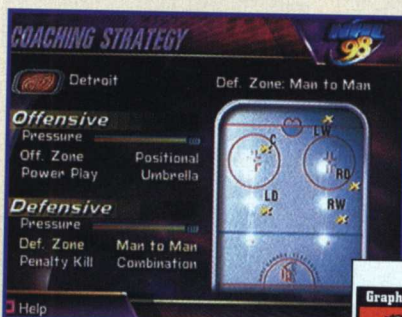 COACHING STRATEGY
98
Detroit
Def. Zone: Man to Man
Offensive
Pressure
Off. Zone Positional
Power Play Umbrella
Defensive
Pressure
Def. Zone Man to Man
Penalty Kill Combination
C
LW
RD
LD
RW
Help
Graph